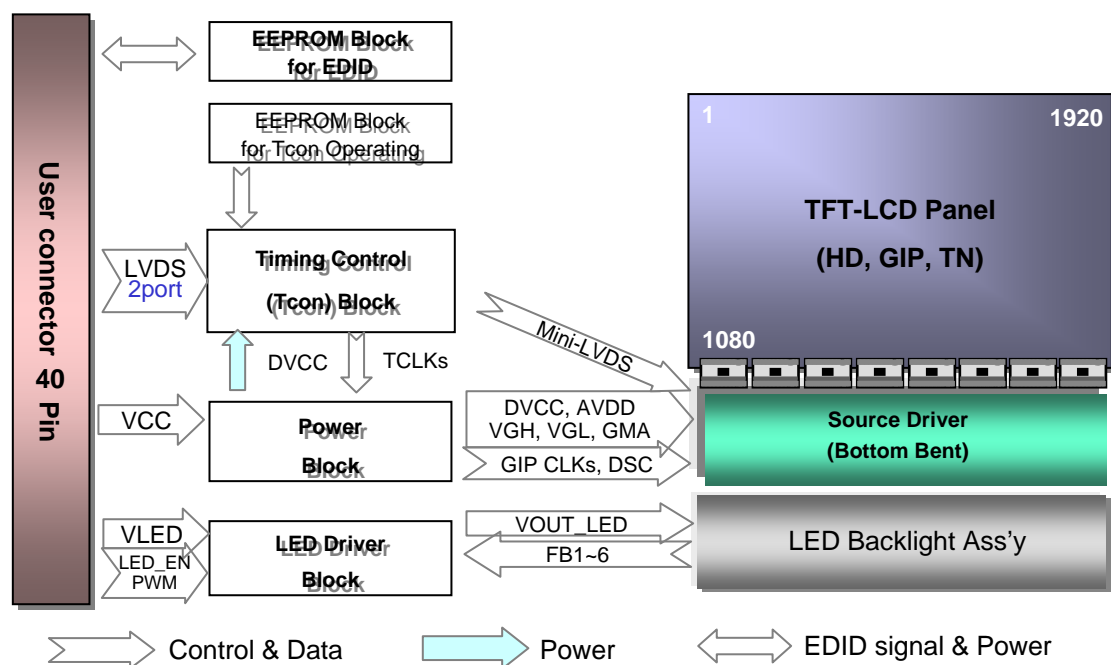 User connector 40 Pin
EEPROM Block
for EDID
EEPROM Block
for Tcon Operating
LVDS
2port
Timing Control
(Tcon) Block
DVCC
TCLKs
Mini-LVDS
VCC
Power
Block
DVCC, AVDD
VGH, VGL, GMA
GIP CLKs, DSC
VLED
LED_EN
PWM
LED Driver
Block
VOUT_LED
FB1~6
1
1920
TFT-LCD Panel
(HD, GIP, TN)
1080
Source Driver
(Bottom Bent)
LED Backlight Ass'y
Control & Data
Power
EDID signal & Power